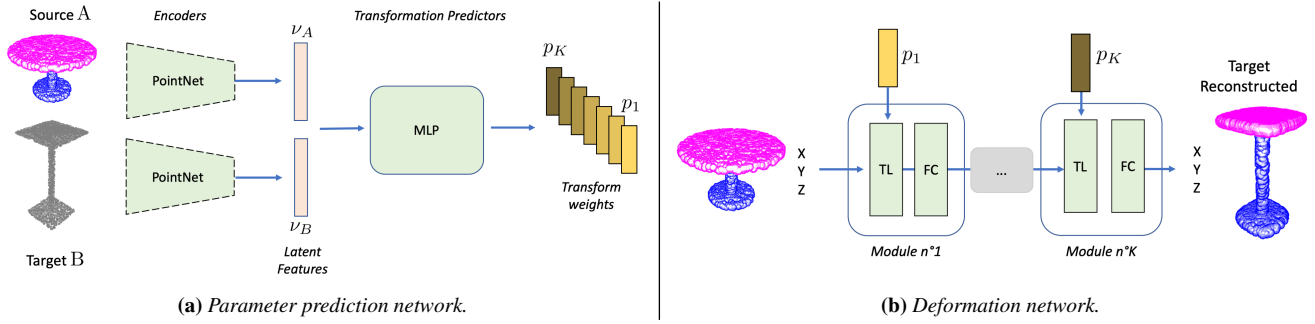 Source A
Encoders
Transformation Predictors
ν_A
PointNet
MLP
p_K
p_1
PointNet
Transform
weights
ν_B
Target B
Latent
Features
(a) Parameter prediction network.
p_1
p_K
Target
Reconstructed
X
Y
Z
TL
FC
...
TL
FC
X
Y
Z
Module n°1
Module n°K
(b) Deformation network.